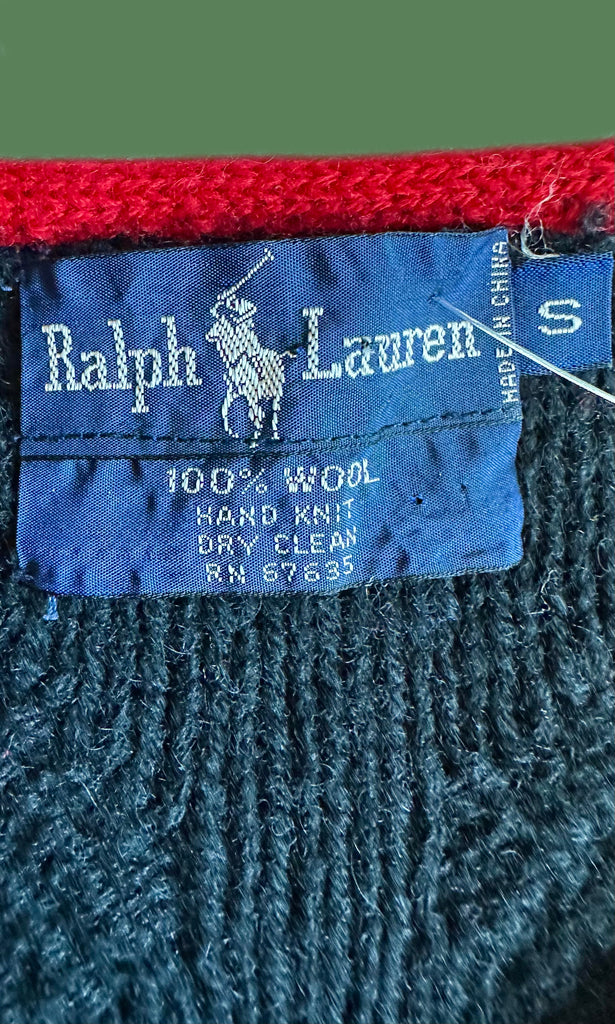 Ralph Lauren
MADE IN CHINA
S
100% WOOL
HAND KNIT
DRY CLEAN
RN 67635